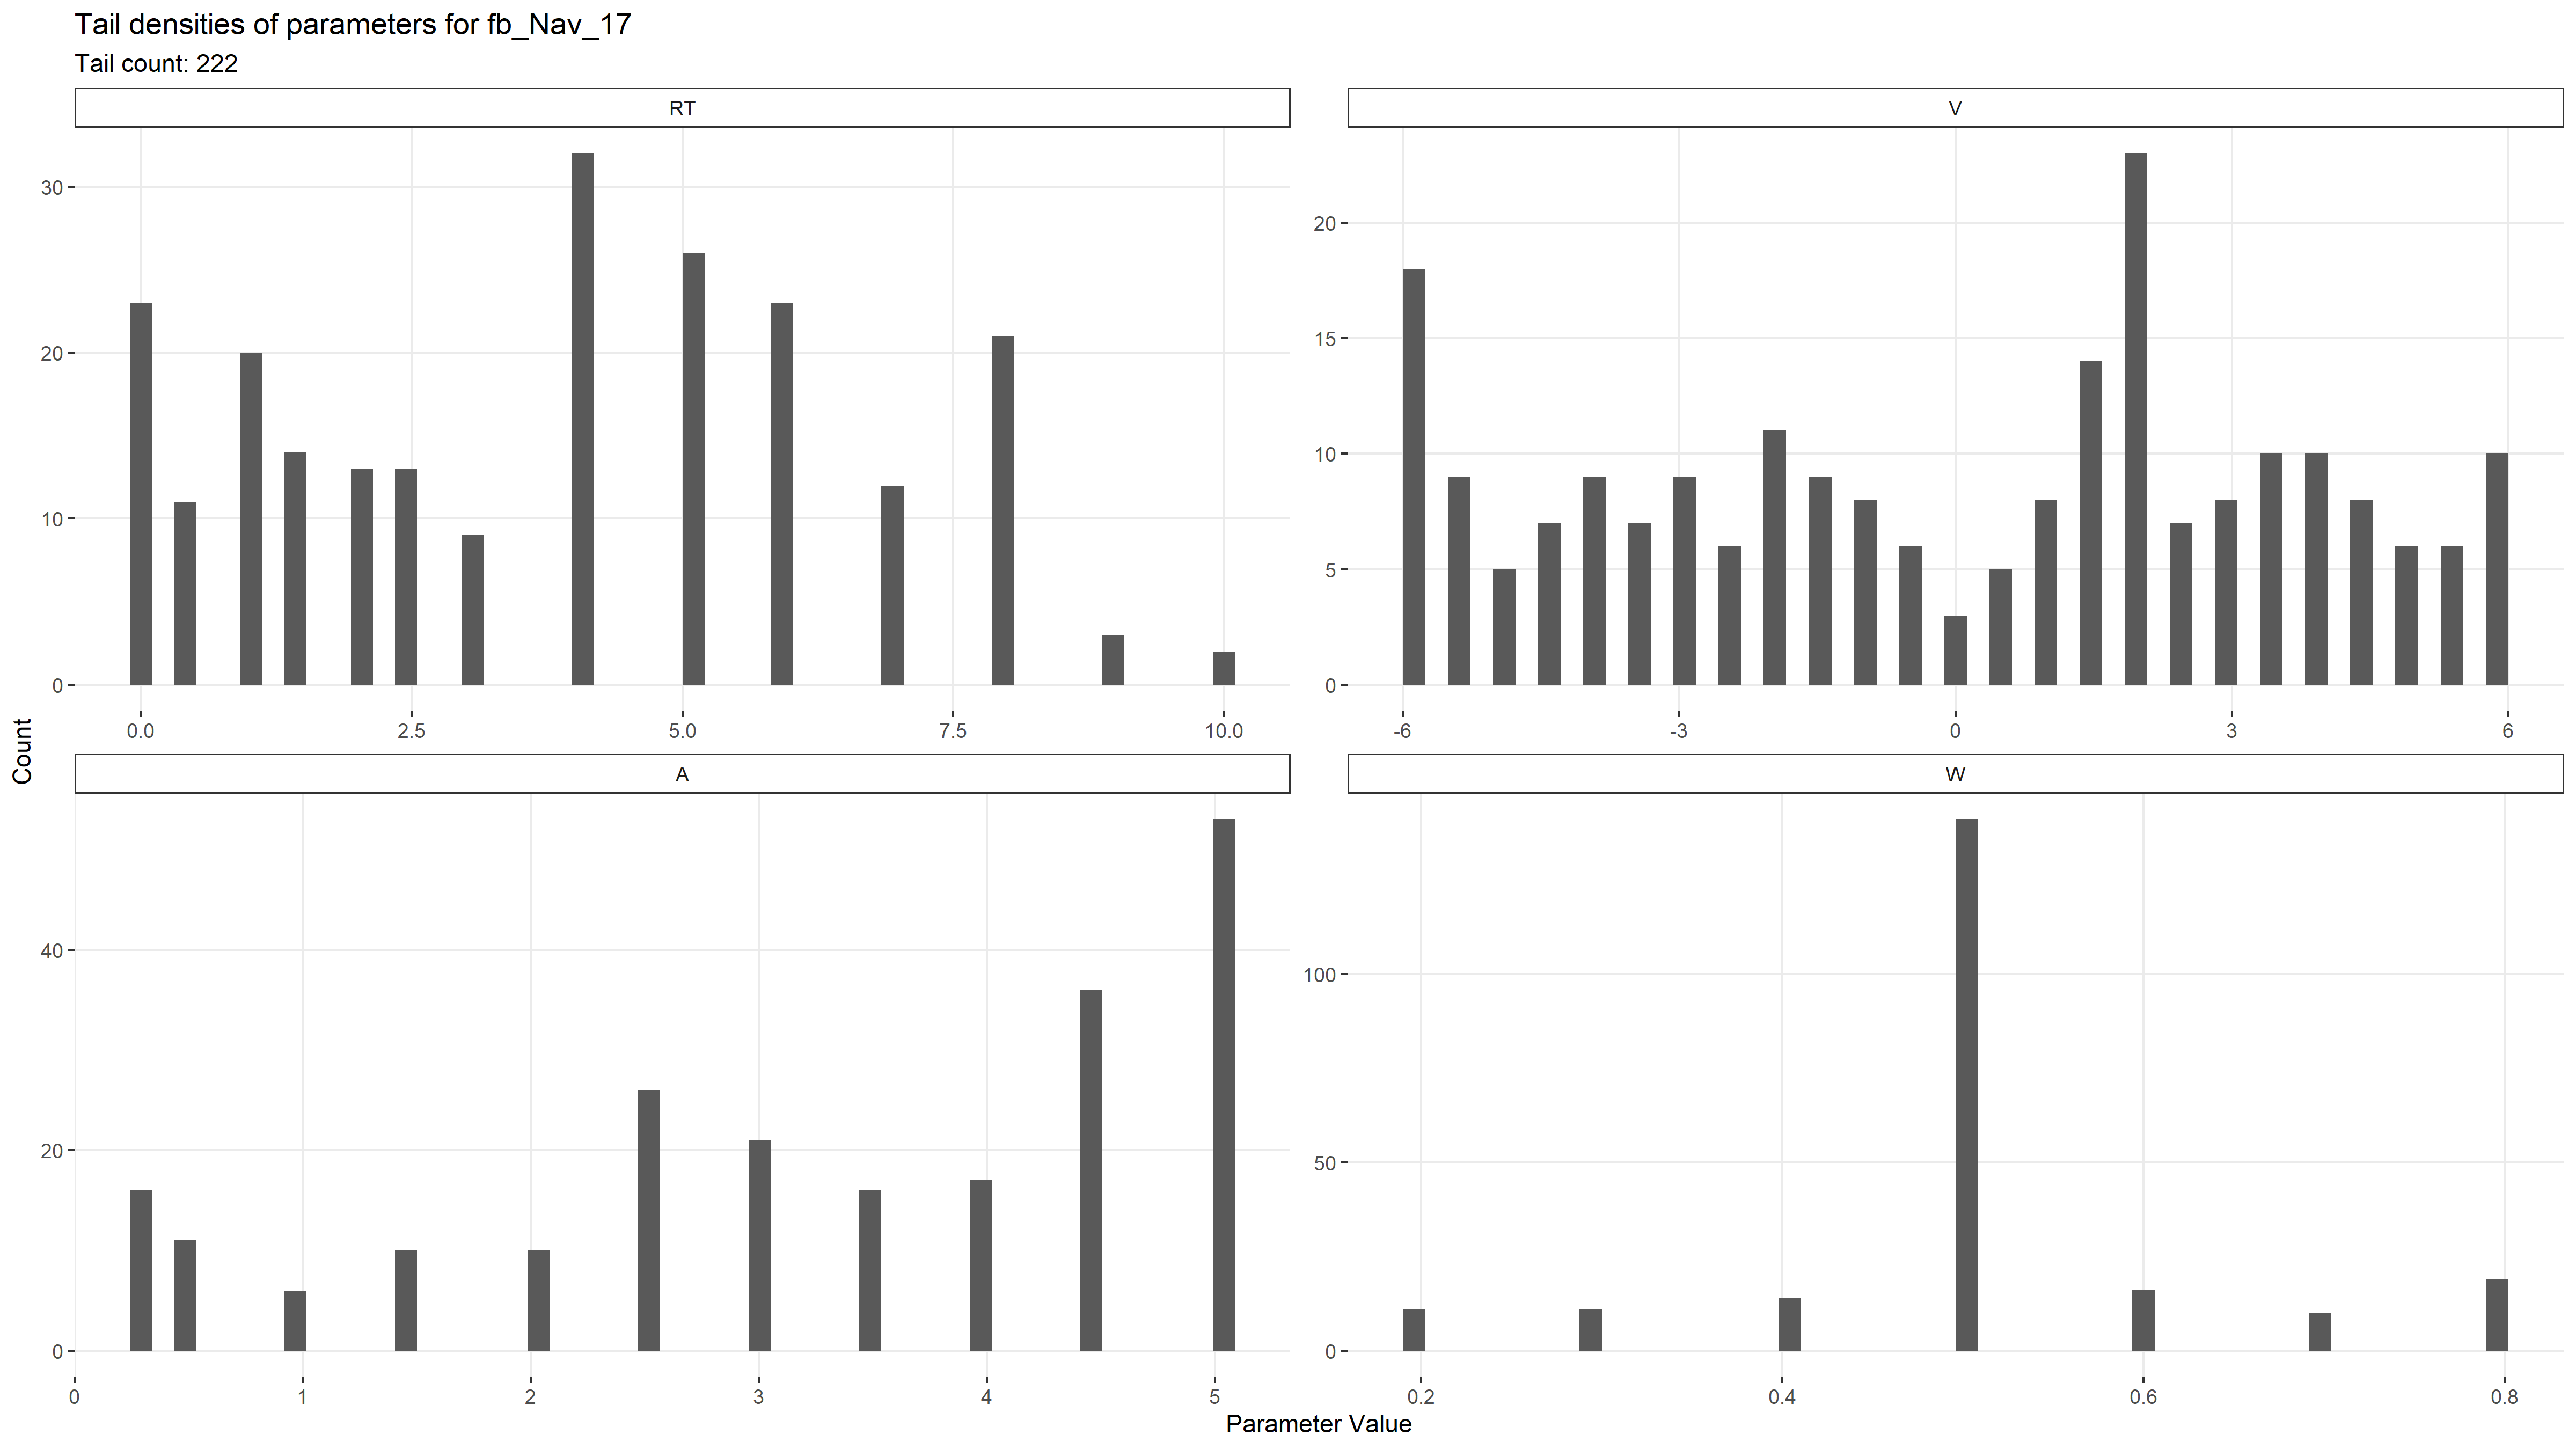 Tail densities of parameters for fb_Nav_17
Tail count: 222
RT
V
30
20
10
0
0.0 2.5 5.0 7.5 10.0
20
15
10
5
0
-6 -3 0 3 6
Count
A
W
40
20
0
0 1 2 3 4 5
100
50
0
0.2 0.4 0.6 0.8
Parameter Value